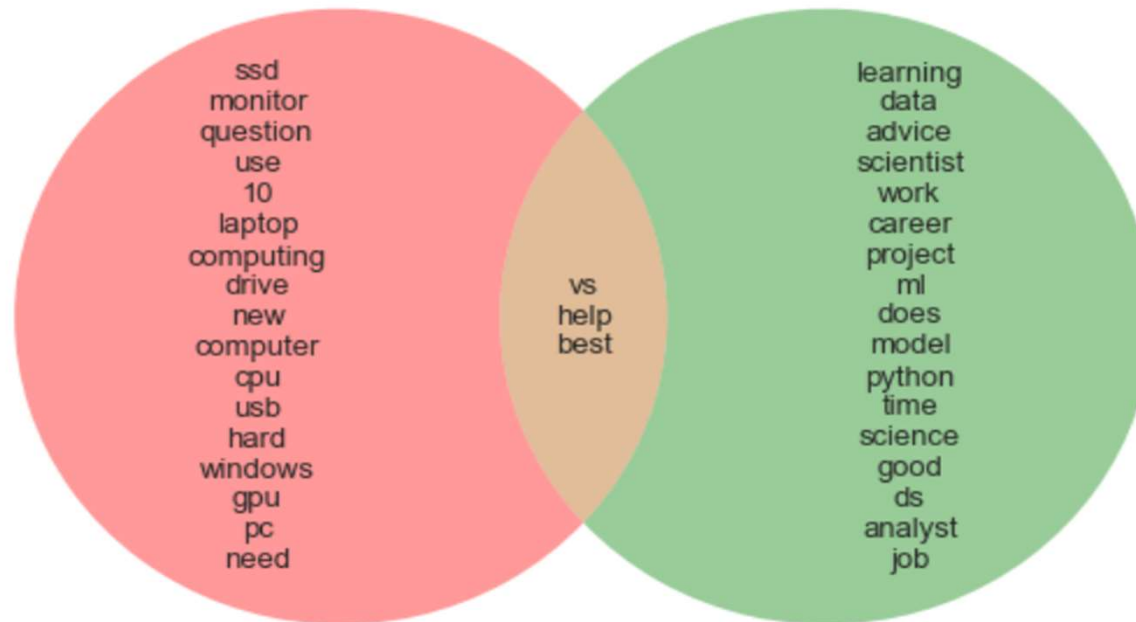 ssd
monitor
question
use
10
laptop
computing
drive
new
computer
cpu
usb
hard
windows
gpu
pc
need
vs
help
best
learning
data
advice
scientist
work
career
project
ml
does
model
python
time
science
good
ds
analyst
job